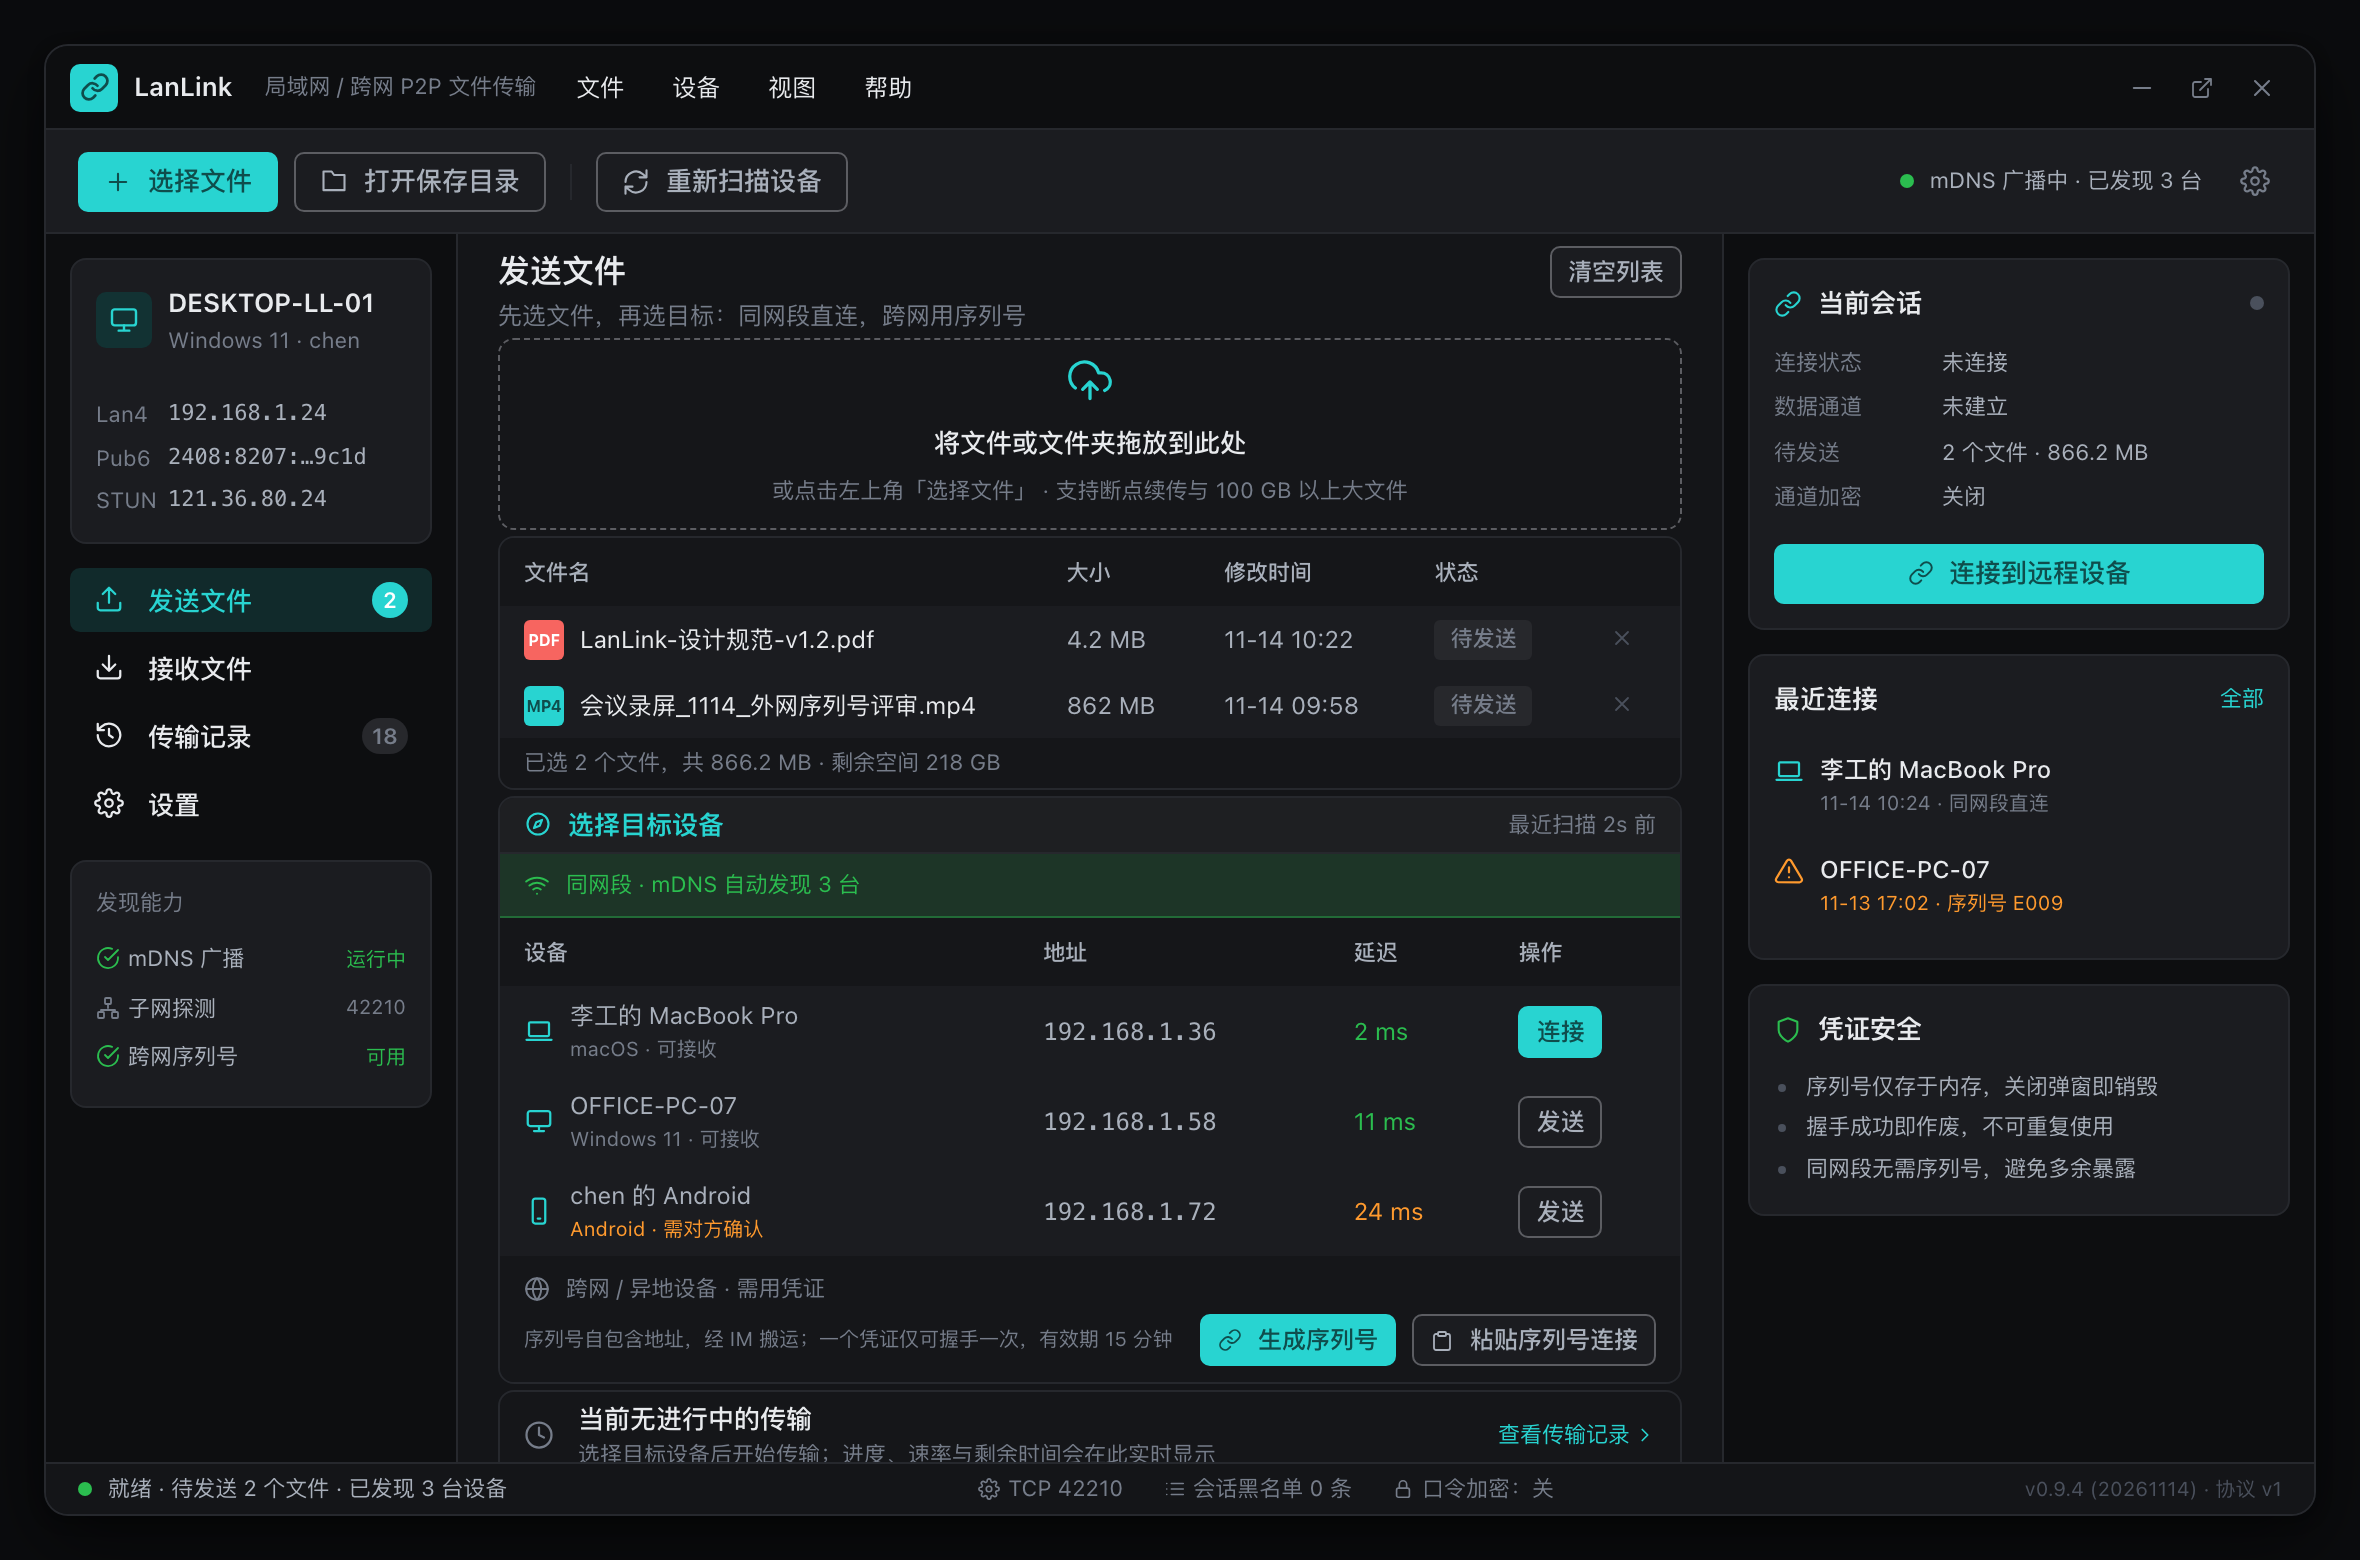 LanLink 局域网 / 跨网 P2P 文件传输 文件 设备 视图 帮助
选择文件 打开保存目录 重新扫描设备 mDNS 广播中 · 已发现 3 台
DESKTOP-LL-01
Windows 11 · chen
Lan4 192.168.1.24
Pub6 2408:8207:…9c1d
STUN 121.36.80.24
发送文件 2
接收文件
传输记录 18
设置
发现能力
mDNS 广播 运行中
子网探测 42210
跨网序列号 可用
发送文件 清空列表
先选文件，再选目标：同网段直连，跨网用序列号
将文件或文件夹拖放到此处
或点击左上角「选择文件」 · 支持断点续传与 100 GB 以上大文件
文件名 大小 修改时间 状态
PDF LanLink-设计规范-v1.2.pdf 4.2 MB 11-14 10:22 待发送
MP4 会议录屏_1114_外网序列号评审.mp4 862 MB 11-14 09:58 待发送
已选 2 个文件，共 866.2 MB · 剩余空间 218 GB
选择目标设备 最近扫描 2s 前
同网段 · mDNS 自动发现 3 台
设备 地址 延迟 操作
李工的 MacBook Pro 192.168.1.36 2 ms 连接
macOS · 可接收
OFFICE-PC-07 192.168.1.58 11 ms 发送
Windows 11 · 可接收
chen 的 Android 192.168.1.72 24 ms 发送
Android · 需对方确认
跨网 / 异地设备 · 需用凭证
序列号自包含地址，经 IM 搬运；一个凭证仅可握手一次，有效期 15 分钟 生成序列号 粘贴序列号连接
当前无进行中的传输 查看传输记录
选择目标设备后开始传输；进度、速率与剩余时间会在此实时显示
当前会话
连接状态 未连接
数据通道 未建立
待发送 2 个文件 · 866.2 MB
通道加密 关闭
连接到远程设备
最近连接 全部
李工的 MacBook Pro
11-14 10:24 · 同网段直连
OFFICE-PC-07
11-13 17:02 · 序列号 E009
凭证安全
序列号仅存于内存，关闭弹窗即销毁
握手成功即作废，不可重复使用
同网段无需序列号，避免多余暴露
就绪 · 待发送 2 个文件 · 已发现 3 台设备 TCP 42210 会话黑名单 0 条 口令加密：关 v0.9.4 (20261114) · 协议 v1